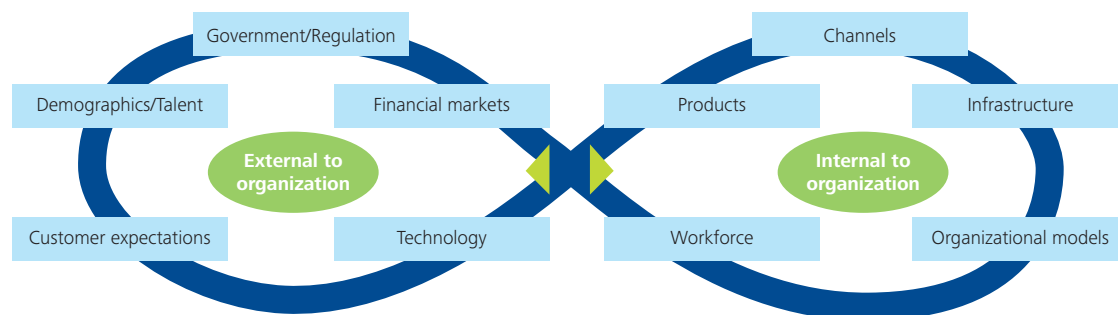 Government/Regulation
Channels
Demographics/Talent
Financial markets
Products
Infrastructure
External to
organization
Internal to
organization
Customer expectations
Technology
Workforce
Organizational models